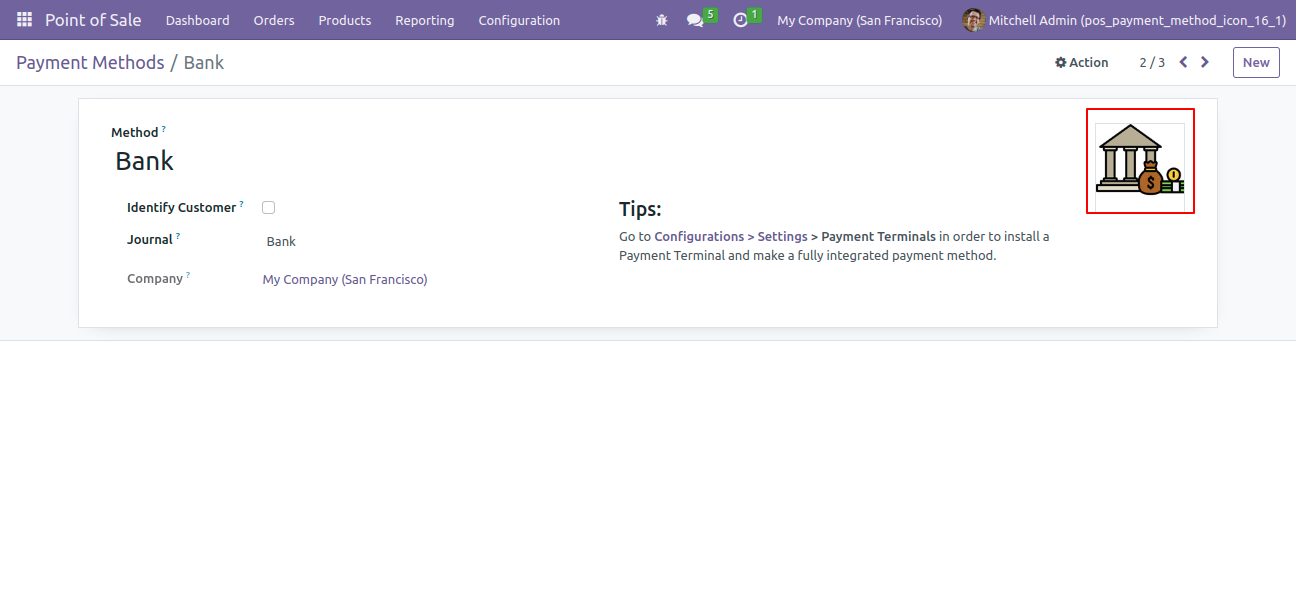 Point of Sale Dashboard Orders Products Reporting Configuration 5 1 My Company (San Francisco) Mitchell Admin (pos_payment_method_icon_16_1)
Payment Methods / Bank Action 2 / 3 New
Method ?
Bank
Identify Customer ?
Journal ? Bank
Company ? My Company (San Francisco)
Tips:
Go to Configurations > Settings > Payment Terminals in order to install a
Payment Terminal and make a fully integrated payment method.
$